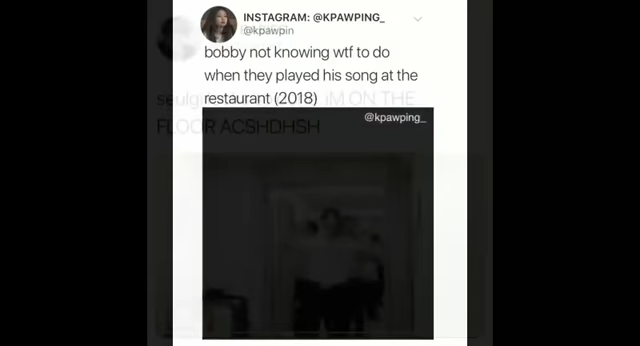 INSTAGRAM: @KPAWPING_
@kpawpin
bobby not knowing wtf to do
when they played his song at the
restaurant (2018)
iM ON THE
FLOOR ACSHDHSH
@kpawping_